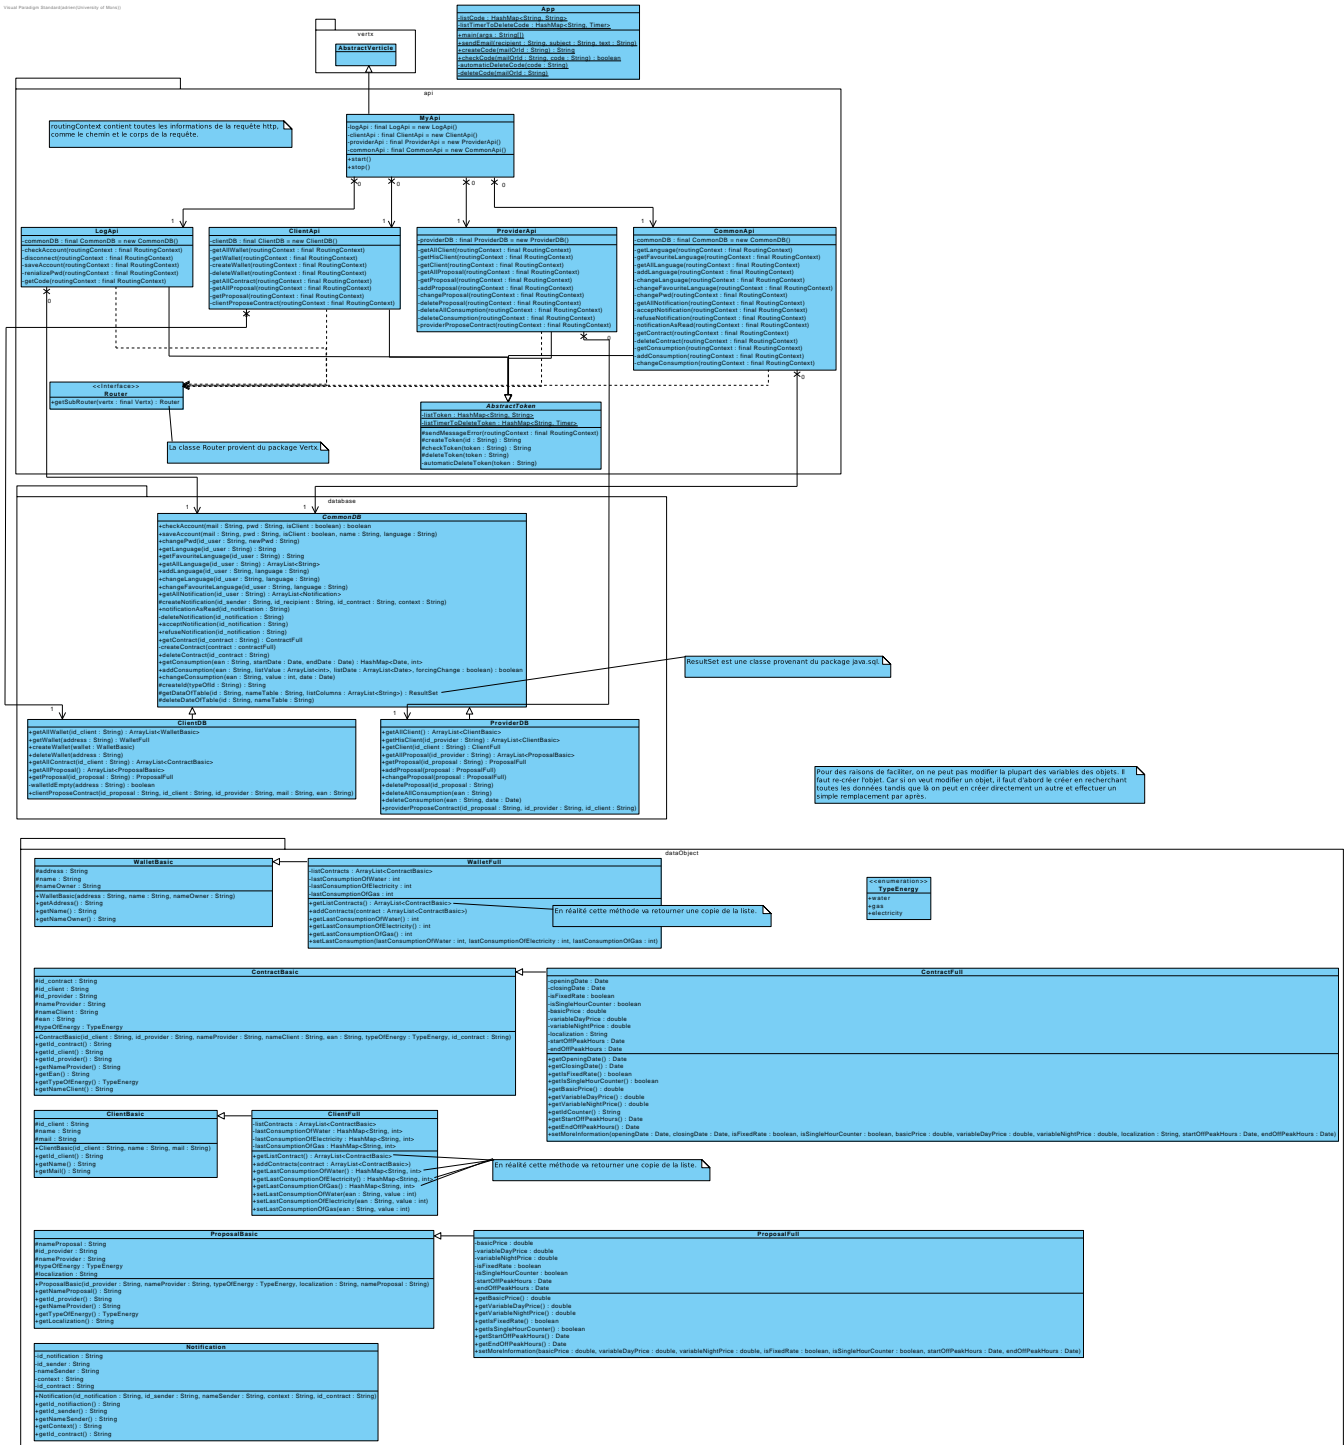 Visual Paradigm Standard(adrien(University of Mons))
App
-listCode : HashMap<String, String>
-listTimerToDeleteCode : HashMap<String, Timer>
+main(args : String[])
+sendEmail(recipient : String, subject : String, text : String)
+createCode(mailOrId : String) : String
+checkCode(mailOrId : String, code : String) : boolean
-automaticDeleteCode(code : String)
-deleteCode(mailOrId : String)
vertx
AbstractVerticle
api
routingContext contient toutes les informations de la requête http,
comme le chemin et le corps de la requête.
MyApi
-logApi : final LogApi = new LogApi()
-clientApi : final ClientApi = new ClientApi()
-providerApi : final ProviderApi = new ProviderApi()
-commonApi : final CommonApi = new CommonApi()
+start()
+stop()
0
0
0
0
1
1
1
1
LogApi
-commonDB : final CommonDB = new CommonDB()
-checkAccount(routingContext : final RoutingContext)
-disconnect(routingContext : final RoutingContext)
-saveAccount(routingContext : final RoutingContext)
-renializePwd(routingContext : final RoutingContext)
-getCode(routingContext : final RoutingContext)
0
ClientApi
-clientDB : final ClientDB = new ClientDB()
-getAllWallet(routingContext : final RoutingContext)
-getWallet(routingContext : final RoutingContext)
-createWallet(routingContext : final RoutingContext)
-deleteWallet(routingContext : final RoutingContext)
-getAllContract(routingContext : final RoutingContext)
-getAllProposal(routingContext : final RoutingContext)
-getProposal(routingContext : final RoutingContext)
-clientProposeContract(routingContext : final RoutingContext)
ProviderApi
-providerDB : final ProviderDB = new ProviderDB()
-getAllClient(routingContext : final RoutingContext)
-getHisClient(routingContext : final RoutingContext)
-getClient(routingContext : final RoutingContext)
-getAllProposal(routingContext : final RoutingContext)
-getProposal(routingContext : final RoutingContext)
-addProposal(routingContext : final RoutingContext)
-changeProposal(routingContext : final RoutingContext)
-deleteProposal(routingContext : final RoutingContext)
-deleteAllConsumption(routingContext : final RoutingContext)
-deleteConsumption(routingContext : final RoutingContext)
-providerProposeContract(routingContext : final RoutingContext)
0
CommonApi
-commonDB : final CommonDB = new CommonDB()
-getLanguage(routingContext : final RoutingContext)
-getFavouriteLanguage(routingContext : final RoutingContext)
-getAllLanguage(routingContext : final RoutingContext)
-addLanguage(routingContext : final RoutingContext)
-changeLanguage(routingContext : final RoutingContext)
-changeFavouriteLanguage(routingContext : final RoutingContext)
-changePwd(routingContext : final RoutingContext)
-getAllNotification(routingContext : final RoutingContext)
-acceptNotification(routingContext : final RoutingContext)
-refuseNotification(routingContext : final RoutingContext)
-notificationAsRead(routingContext : final RoutingContext)
-getContract(routingContext : final RoutingContext)
-deleteContract(routingContext : final RoutingContext)
-getConsumption(routingContext : final RoutingContext)
-addConsumption(routingContext : final RoutingContext)
-changeConsumption(routingContext : final RoutingContext)
0
<<Interface>>
Router
+getSubRouter(vertx : final Vertx) : Router
La classe Router provient du package Vertx.
AbstractToken
-listToken : HashMap<String, String>
-listTimerToDeleteToken : HashMap<String, Timer>
#sendMessageError(routingContext : final RoutingContext)
#createToken(id : String) : String
#checkToken(token : String) : String
#deleteToken(token : String)
-automaticDeleteToken(token : String)
database
1
1
CommonDB
+checkAccount(mail : String, pwd : String, isClient : boolean) : boolean
+saveAccount(mail : String, pwd : String, isClient : boolean, name : String, language : String)
+changePwd(id_user : String, newPwd : String)
+getLanguage(id_user : String) : String
+getFavouriteLanguage(id_user : String) : String
+getAllLanguage(id_user : String) : ArrayList<String>
+addLanguage(id_user : String, language : String)
+changeLanguage(id_user : String, language : String)
+changeFavouriteLanguage(id_user : String, language : String)
+getAllNotification(id_user : String) : ArrayList<Notification>
#createNotification(id_sender : String, id_recipient : String, id_contract : String, context : String)
+notificationAsRead(id_notification : String)
-deleteNotification(id_notification : String)
+acceptNotification(id_notification : String)
+refuseNotification(id_notification : String)
+getContract(id_contract : String) : ContractFull
-createContract(contract : contractFull)
+deleteContract(id_contract : String)
+getConsumption(ean : String, startDate : Date, endDate : Date) : HashMap<Date, int>
+addConsumption(ean : String, listValue : ArrayList<int>, listDate : ArrayList<Date>, forcingChange : boolean) : boolean
+changeConsumption(ean : String, value : int, date : Date)
#createId(typeOfId : String) : String
#getDataOfTable(id : String, nameTable : String, listColumns : ArrayList<String>) : ResultSet
#deleteDateOfTable(id : String, nameTable : String)
ResultSet est une classe provenant du package java.sql.
1
1
ClientDB
+getAllWallet(id_client : String) : ArrayList<WalletBasic>
+getWallet(address : String) : WalletFull
+createWallet(wallet : WalletBasic)
+deleteWallet(address : String)
+getAllContract(id_client : String) : ArrayList<ContractBasic>
+getAllProposal() : ArrayList<ProposalBasic>
+getProposal(id_proposal : String) : ProposalFull
-walletIdEmpty(address : String) : boolean
+clientProposeContract(id_proposal : String, id_client : String, id_provider : String, mail : String, ean : String)
ProviderDB
+getAllClient() : ArrayList<ClientBasic>
+getHisClient(id_provider : String) : ArrayList<ClientBasic>
+getClient(id_client : String) : ClientFull
+getAllProposal(id_provider : String) : ArrayList<ProposalBasic>
+getProposal(id_proposal : String) : ProposalFull
+addProposal(proposal : ProposalFull)
+changeProposal(proposal : ProposalFull)
+deleteProposal(id_proposal : String)
+deleteAllConsumption(ean : String)
+deleteConsumption(ean : String, date : Date)
+providerProposeContract(id_proposal : String, id_provider : String, id_client : String)
Pour des raisons de faciliter, on ne peut pas modifier la plupart des variables des objets. Il
faut re-créer l'objet. Car si on veut modifier un objet, il faut d'abord le créer en recherchant
toutes les données tandis que là on peut en créer directement un autre et effectuer un
simple remplacement par après.
dataObject
WalletBasic
#address : String
#name : String
#nameOwner : String
+WalletBasic(address : String, name : String, nameOwner : String)
+getAddress() : String
+getName() : String
+getNameOwner() : String
WalletFull
-listContracts : ArrayList<ContractBasic>
-lastConsumptionOfWater : int
-lastConsumptionOfElectricity : int
-lastConsumptionOfGas : int
+getListContracts() : ArrayList<ContractBasic>
+addContracts(contract : ArrayList<ContractBasic>)
+getLastConsumptionOfWater() : int
+getLastConsumptionOfElectricity() : int
+getLastConsumptionOfGas() : int
+setLastConsumption(lastConsumptionOfWater : int, lastConsumptionOfElectricity : int, lastConsumptionOfGas : int)
En réalité cette méthode va retourner une copie de la liste.
<<enumeration>>
TypeEnergy
+water
+gas
+electricity
ContractBasic
#id_contract : String
#id_client : String
#id_provider : String
#nameProvider : String
#nameClient : String
#ean : String
#typeOfEnergy : TypeEnergy
+ContractBasic(id_client : String, id_provider : String, nameProvider : String, nameClient : String, ean : String, typeOfEnergy : TypeEnergy, id_contract : String)
+getId_contract() : String
+getId_client() : String
+getId_provider() : String
+getNameProvider() : String
+getEan() : String
+getTypeOfEnergy() : TypeEnergy
+getNameClient() : String
ContractFull
-openingDate : Date
-closingDate : Date
-isFixedRate : boolean
-isSingleHourCounter : boolean
-basicPrice : double
-variableDayPrice : double
-variableNightPrice : double
-localization : String
-startOffPeakHours : Date
-endOffPeakHours : Date
+getOpeningDate() : Date
+getClosingDate() : Date
+getIsFixedRate() : boolean
+getIsSingleHourCounter() : boolean
+getBasicPrice() : double
+getVariableDayPrice() : double
+getVariableNightPrice() : double
+getIdCounter() : String
+getStartOffPeakHours() : Date
+getEndOffPeakHours() : Date
+setMoreInformation(openingDate : Date, closingDate : Date, isFixedRate : boolean, isSingleHourCounter : boolean, basicPrice : double, variableDayPrice : double, variableNightPrice : double, localization : String, startOffPeakHours : Date, endOffPeakHours : Date)
ClientBasic
#id_client : String
#name : String
#mail : String
+ClientBasic(id_client : String, name : String, mail : String)
+getId_client() : String
+getName() : String
+getMail() : String
ClientFull
-listContracts : ArrayList<ContractBasic>
-lastConsumptionOfWater : HashMap<String, int>
-lastConsumptionOfElectricity : HashMap<String, int>
-lastConsumptionOfGas : HashMap<String, int>
+getListContract() : ArrayList<ContractBasic>
+addContracts(contract : ArrayList<ContractBasic>)
+getLastConsumptionOfWater() : HashMap<String, int>
+getLastConsumptionOfElectricity() : HashMap<String, int>
+getLastConsumptionOfGas() : HashMap<String, int>
+setLastConsumptionOfWater(ean : String, value : int)
+setLastConsumptionOfElectricity(ean : String, value : int)
+setLastConsumptionOfGas(ean : String, value : int)
En réalité cette méthode va retourner une copie de la liste.
ProposalBasic
#nameProposal : String
#id_provider : String
#nameProvider : String
#typeOfEnergy : TypeEnergy
#localization : String
+ProposalBasic(id_provider : String, nameProvider : String, typeOfEnergy : TypeEnergy, localization : String, nameProposal : String)
+getNameProposal() : String
+getId_provider() : String
+getNameProvider() : String
+getTypeOfEnergy() : TypeEnergy
+getLocalization() : String
ProposalFull
-basicPrice : double
-variableDayPrice : double
-variableNightPrice : double
-isFixedRate : boolean
-isSingleHourCounter : boolean
-startOffPeakHours : Date
-endOffPeakHours : Date
+getBasicPrice() : double
+getVariableDayPrice() : double
+getVariableNightPrice() : double
+getIsFixedRate() : boolean
+getIsSingleHourCounter() : boolean
+getStartOffPeakHours() : Date
+getEndOffPeakHours() : Date
+setMoreInformation(basicPrice : double, variableDayPrice : double, variableNightPrice : double, isFixedRate : boolean, isSingleHourCounter : boolean, startOffPeakHours : Date, endOffPeakHours : Date)
Notification
-id_notification : String
-id_sender : String
-nameSender : String
-context : String
-id_contract : String
+Notification(id_notification : String, id_sender : String, nameSender : String, context : String, id_contract : String)
+getId_notifiaction() : String
+getId_sender() : String
+getNameSender() : String
+getContext() : String
+getId_contract() : String